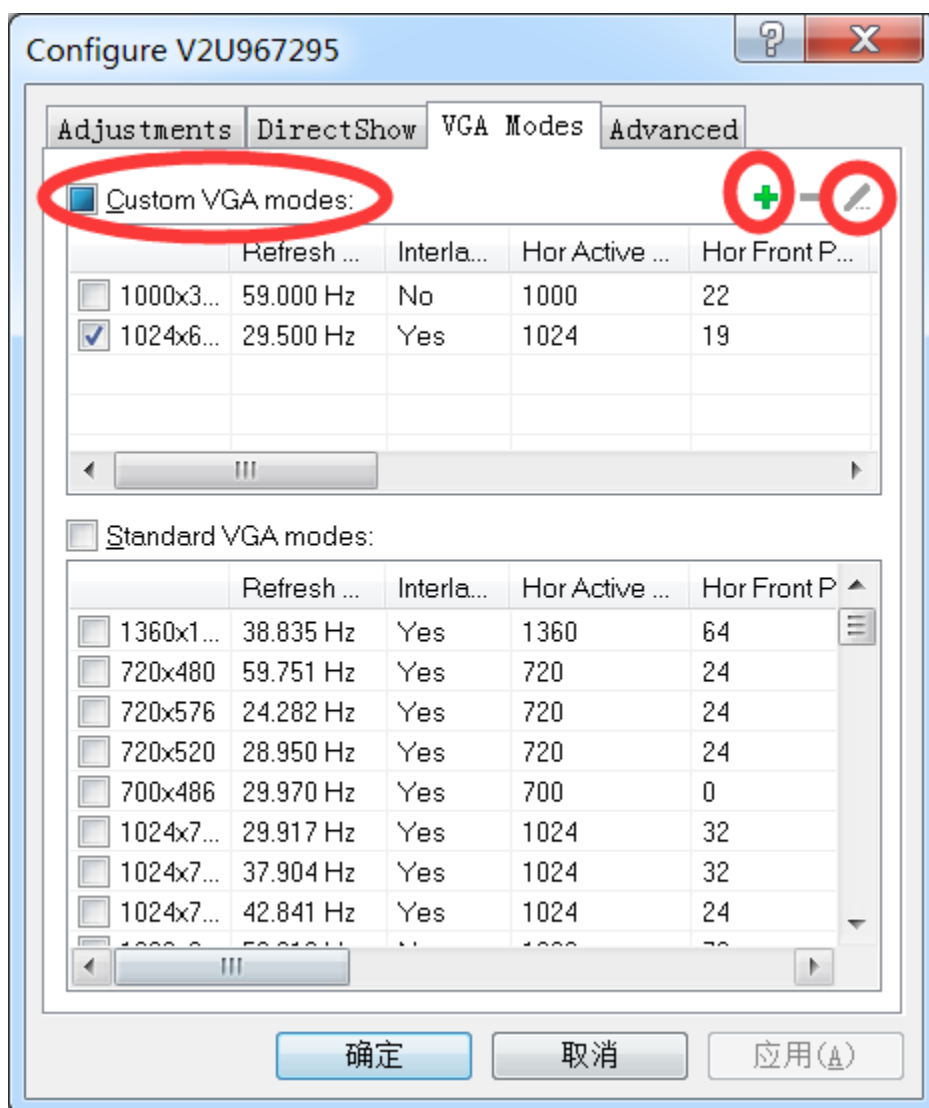 Configure V2U967295
Adjustments DirectShow VGA Modes Advanced
Custom VGA modes:
Refresh ... Interla... Hor Active ... Hor Front P...
1000x3... 59.000 Hz No 1000 22
1024x6... 29.500 Hz Yes 1024 19
Standard VGA modes:
Refresh ... Interla... Hor Active ... Hor Front P
1360x1... 38.835 Hz Yes 1360 64
720x480 59.751 Hz Yes 720 24
720x576 24.282 Hz Yes 720 24
720x520 28.950 Hz Yes 720 24
700x486 29.970 Hz Yes 700 0
1024x7... 29.917 Hz Yes 1024 32
1024x7... 37.904 Hz Yes 1024 32
1024x7... 42.841 Hz Yes 1024 24
确定 取消 应用(A)